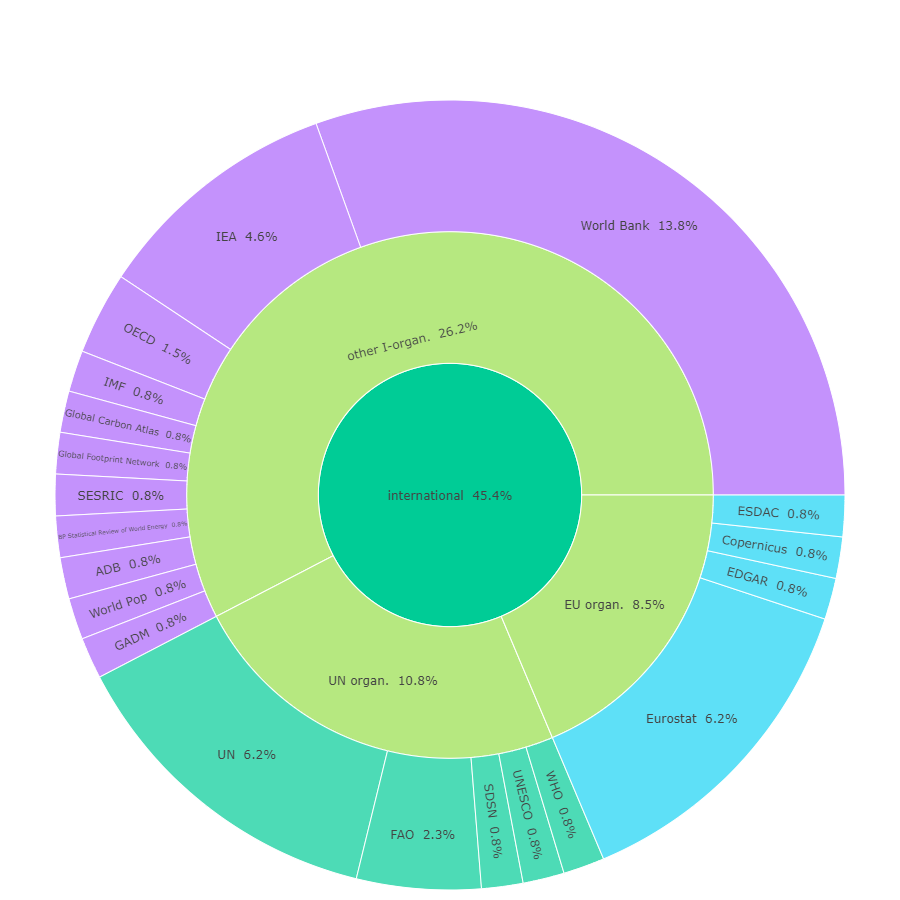 World Bank 13.8%
IEA 4.6%
OECD 1.5%
IMF 0.8%
Global Carbon Atlas 0.8%
Global Footprint Network 0.8%
SESRIC 0.8%
BP Statistical Review of World Energy 0.8%
ADB 0.8%
World Pop 0.8%
GADM 0.8%
other I-organ. 26.2%
international 45.4%
ESDAC 0.8%
Copernicus 0.8%
EDGAR 0.8%
EU organ. 8.5%
Eurostat 6.2%
UN organ. 10.8%
UN 6.2%
FAO 2.3%
SDSN 0.8%
UNESCO 0.8%
WHO 0.8%